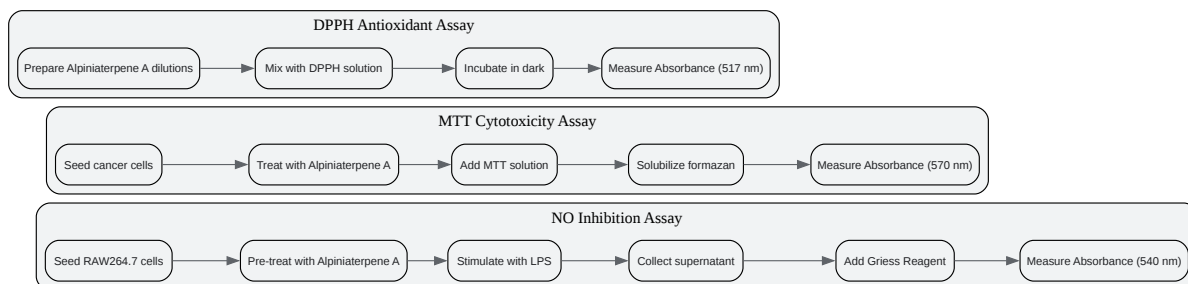 DPPH Antioxidant Assay
Prepare Alpiniaterpene A dilutions
Mix with DPPH solution
Incubate in dark
Measure Absorbance (517 nm)
MTT Cytotoxicity Assay
Seed cancer cells
Treat with Alpiniaterpene A
Add MTT solution
Solubilize formazan
Measure Absorbance (570 nm)
NO Inhibition Assay
Seed RAW264.7 cells
Pre-treat with Alpiniaterpene A
Stimulate with LPS
Collect supernatant
Add Griess Reagent
Measure Absorbance (540 nm)